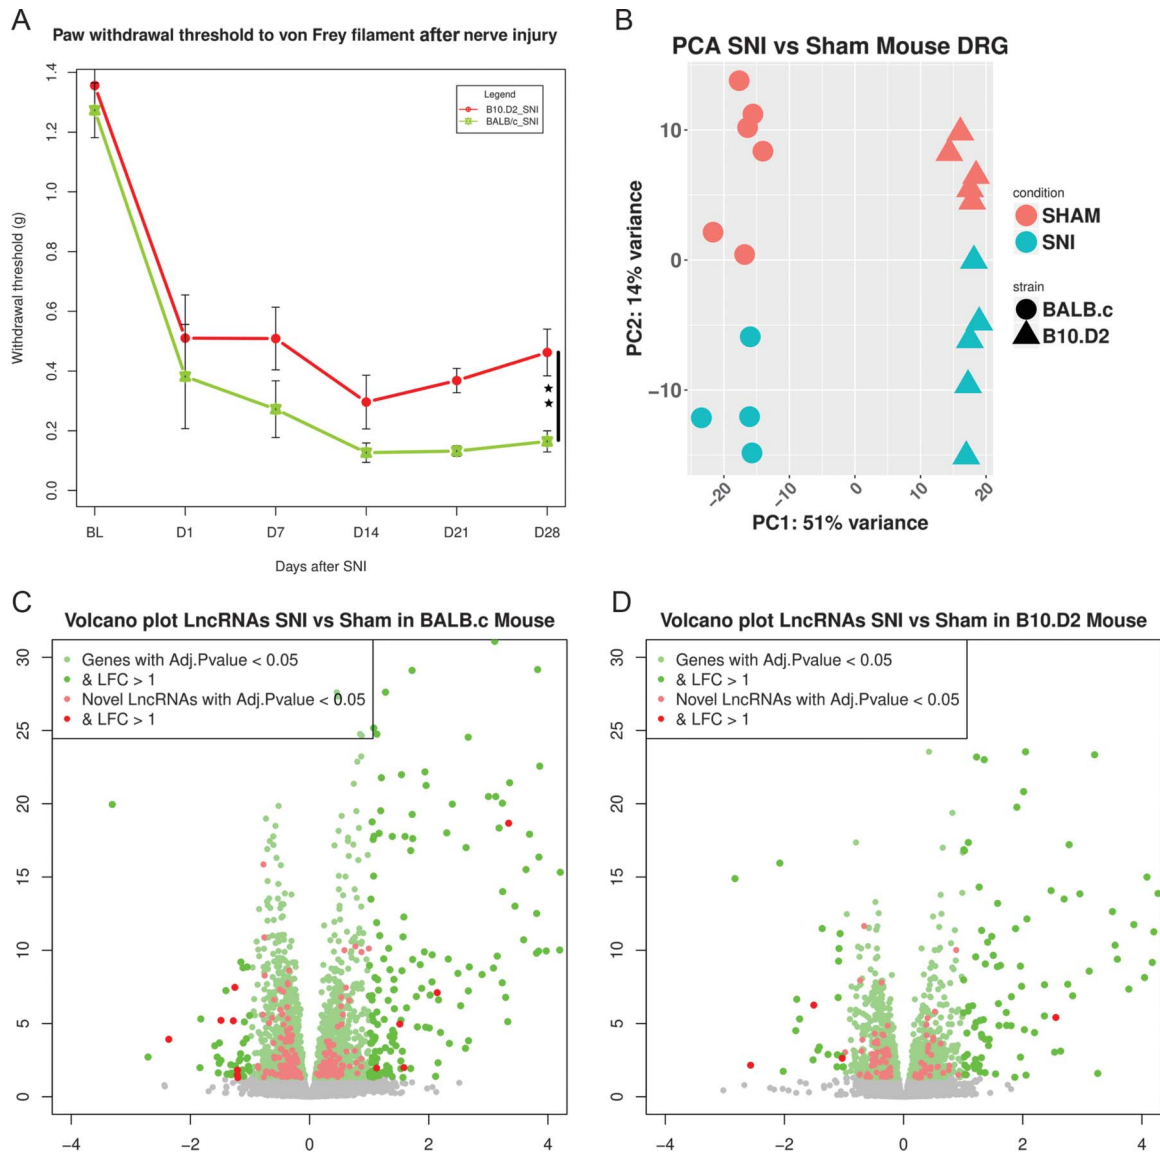 A
Paw withdrawal threshold to von Frey filament after nerve injury
Withdrawal threshold (g)
1.4
1.2
1.0
0.8
0.6
0.4
0.2
0.0
Legend
B10.D2_SNI
BALB/c_SNI
BL D1 D7 D14 D21 D28
Days after SNI
B
PCA SNI vs Sham Mouse DRG
PC2: 14% variance
10
0
−10
−20 −10 0 10 20
PC1: 51% variance
condition
SHAM
SNI
strain
BALB.c
B10.D2
C
Volcano plot LncRNAs SNI vs Sham in BALB.c Mouse
Genes with Adj.Pvalue < 0.05
& LFC > 1
Novel LncRNAs with Adj.Pvalue < 0.05
& LFC > 1
30
25
20
15
10
5
0
−4 −2 0 2 4
D
Volcano plot LncRNAs SNI vs Sham in B10.D2 Mouse
Genes with Adj.Pvalue < 0.05
& LFC > 1
Novel LncRNAs with Adj.Pvalue < 0.05
& LFC > 1
30
25
20
15
10
5
0
−4 −2 0 2 4